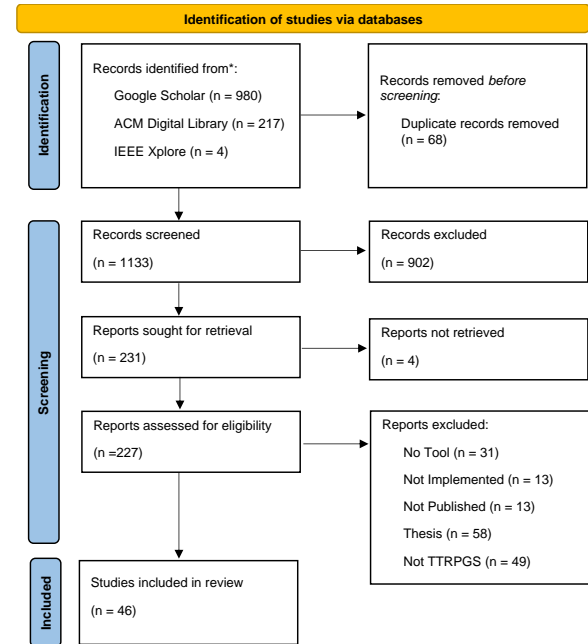 Identification of studies via databases
Identification
Records identified from*:
Google Scholar (n = 980)
ACM Digital Library (n = 217)
IEEE Xplore (n = 4)
Records removed before
screening:
Duplicate records removed
(n = 68)
Screening
Records screened
(n = 1133)
Records excluded
(n = 902)
Reports sought for retrieval
(n = 231)
Reports not retrieved
(n = 4)
Reports assessed for eligibility
(n =227)
Reports excluded:
No Tool (n = 31)
Not Implemented (n = 13)
Not Published (n = 13)
Thesis (n = 58)
Not TTRPGS (n = 49)
Included
Studies included in review
(n = 46)